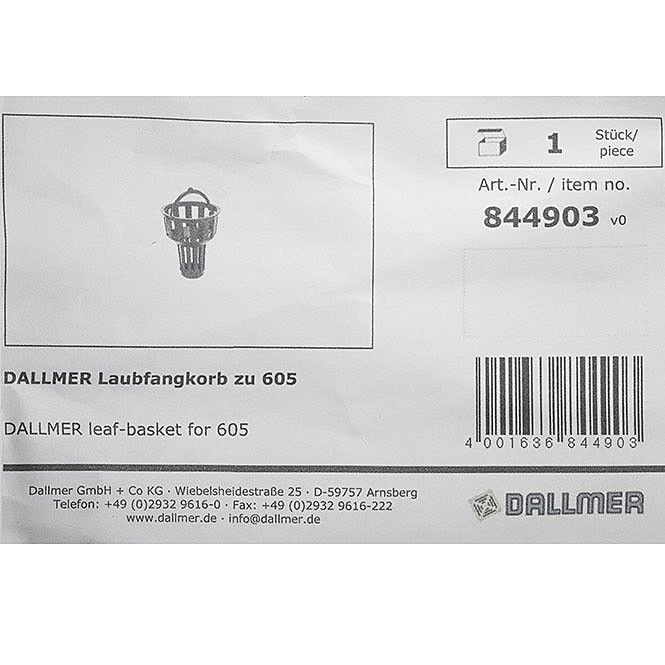 1 Stück/
piece
Art.-Nr. / item no.
844903 v0
DALLMER Laubfangkorb zu 605
DALLMER leaf-basket for 605
4 001636 844903
Dallmer GmbH + Co KG · Wiebelsheidestraße 25 · D-59757 Arnsberg
Telefon: +49 (0)2932 9616-0 · Fax: +49 (0)2932 9616-222
www.dallmer.de · info@dallmer.de
DALLMER